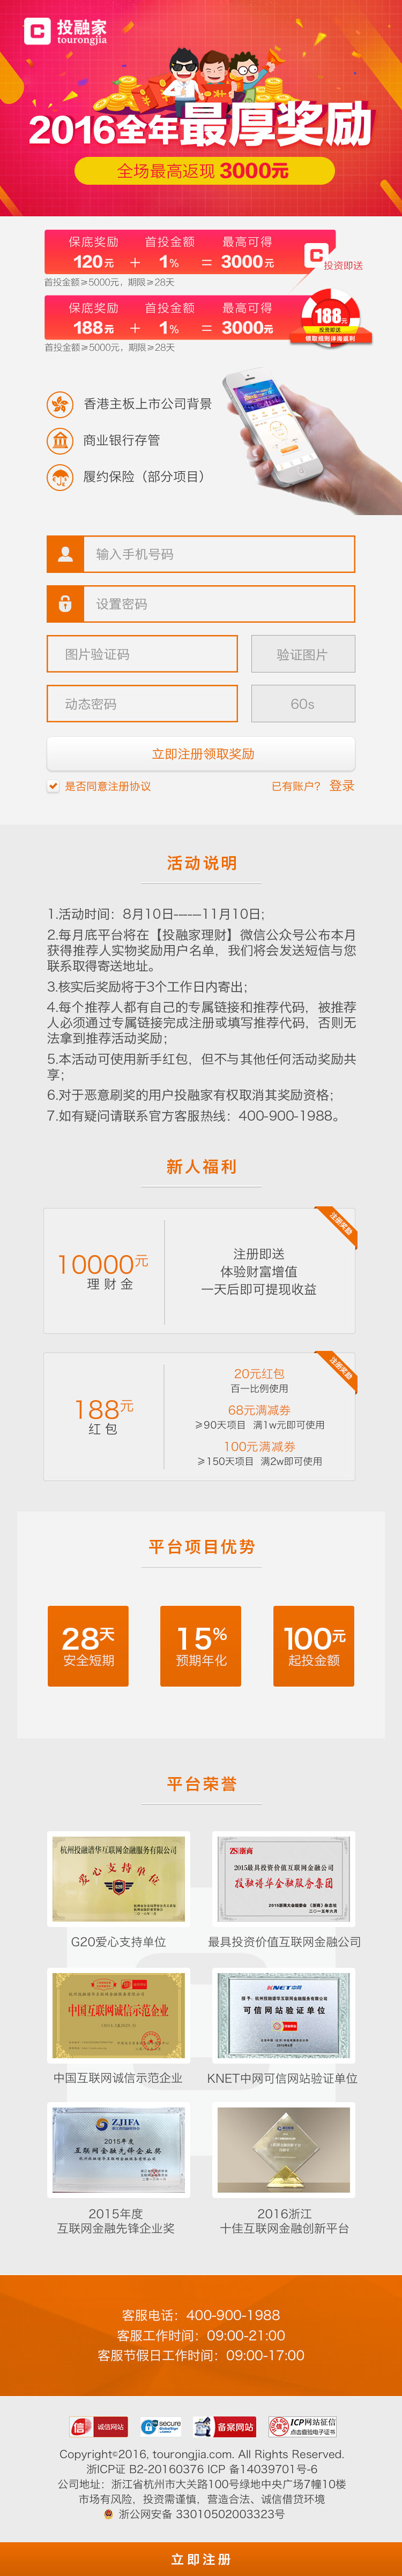 投融家
tourongjia
2016全年最厚奖励
全场最高返现 3000元
保底奖励 首投金额 最高可得
120元 + 1% = 3000元
投资即送
首投金额≥5000元，期限≥28天
保底奖励 首投金额 最高可得
188元 + 1% = 3000元
188元
投资即送
领取规则详询返利
首投金额≥5000元，期限≥28天
香港主板上市公司背景
商业银行存管
履约保险（部分项目）
输入手机号码
设置密码
图片验证码 验证图片
动态密码 60s
立即注册领取奖励
是否同意注册协议 已有账户？ 登录
活动说明
1.活动时间：8月10日------11月10日;
2.每月底平台将在【投融家理财】微信公众号公布本月
获得推荐人实物奖励用户名单，我们将会发送短信与您
联系取得寄送地址。
3.核实后奖励将于3个工作日内寄出；
4.每个推荐人都有自己的专属链接和推荐代码，被推荐
人必须通过专属链接完成注册或填写推荐代码，否则无
法拿到推荐活动奖励；
5.本活动可使用新手红包，但不与其他任何活动奖励共
享；
6.对于恶意刷奖的用户投融家有权取消其奖励资格；
7.如有疑问请联系官方客服热线：400-900-1988。
新人福利
注册奖励
10000元
理财金
注册即送
体验财富增值
一天后即可提现收益
注册奖励
188元
红包
20元红包
百一比例使用
68元满减券
≥90天项目 满1w元即可使用
100元满减券
≥150天项目 满2w即可使用
平台项目优势
28天 15% 100元
安全短期 预期年化 起投金额
平台荣誉
杭州投融谱华互联网金融服务有限公司
爱心支持单位
ZS浙商
2015最具投资价值互联网金融公司
投融谱华金融服务集团
G20爱心支持单位 最具投资价值互联网金融公司
中国互联网诚信示范企业
KNET中网
授予：杭州投融谱华互联网金融服务有限公司
可信网站验证单位
中国互联网诚信示范企业 KNET中网可信网站验证单位
ZJIFA
2015年度
互联网金融先锋企业奖
2015年度 2016浙江
互联网金融先锋企业奖 十佳互联网金融创新平台
客服电话：400-900-1988
客服工作时间：09:00-21:00
客服节假日工作时间：09:00-17:00
信 诚信网站 secure GlobalSign 备案网站 ICP网站征信
点击查验电子证书
Copyright©2016, tourongjia.com. All Rights Reserved.
浙ICP证 B2-20160376 ICP 备14039701号-6
公司地址：浙江省杭州市大关路100号绿地中央广场7幢10楼
市场有风险，投资需谨慎，营造合法、诚信借贷环境
浙公网安备 33010502003323号
立即注册